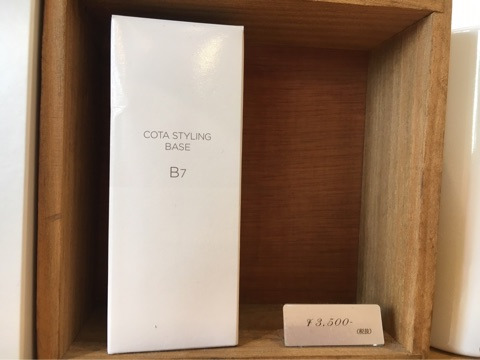 COTA STYLING
BASE
B7
¥3,500-
(税抜)